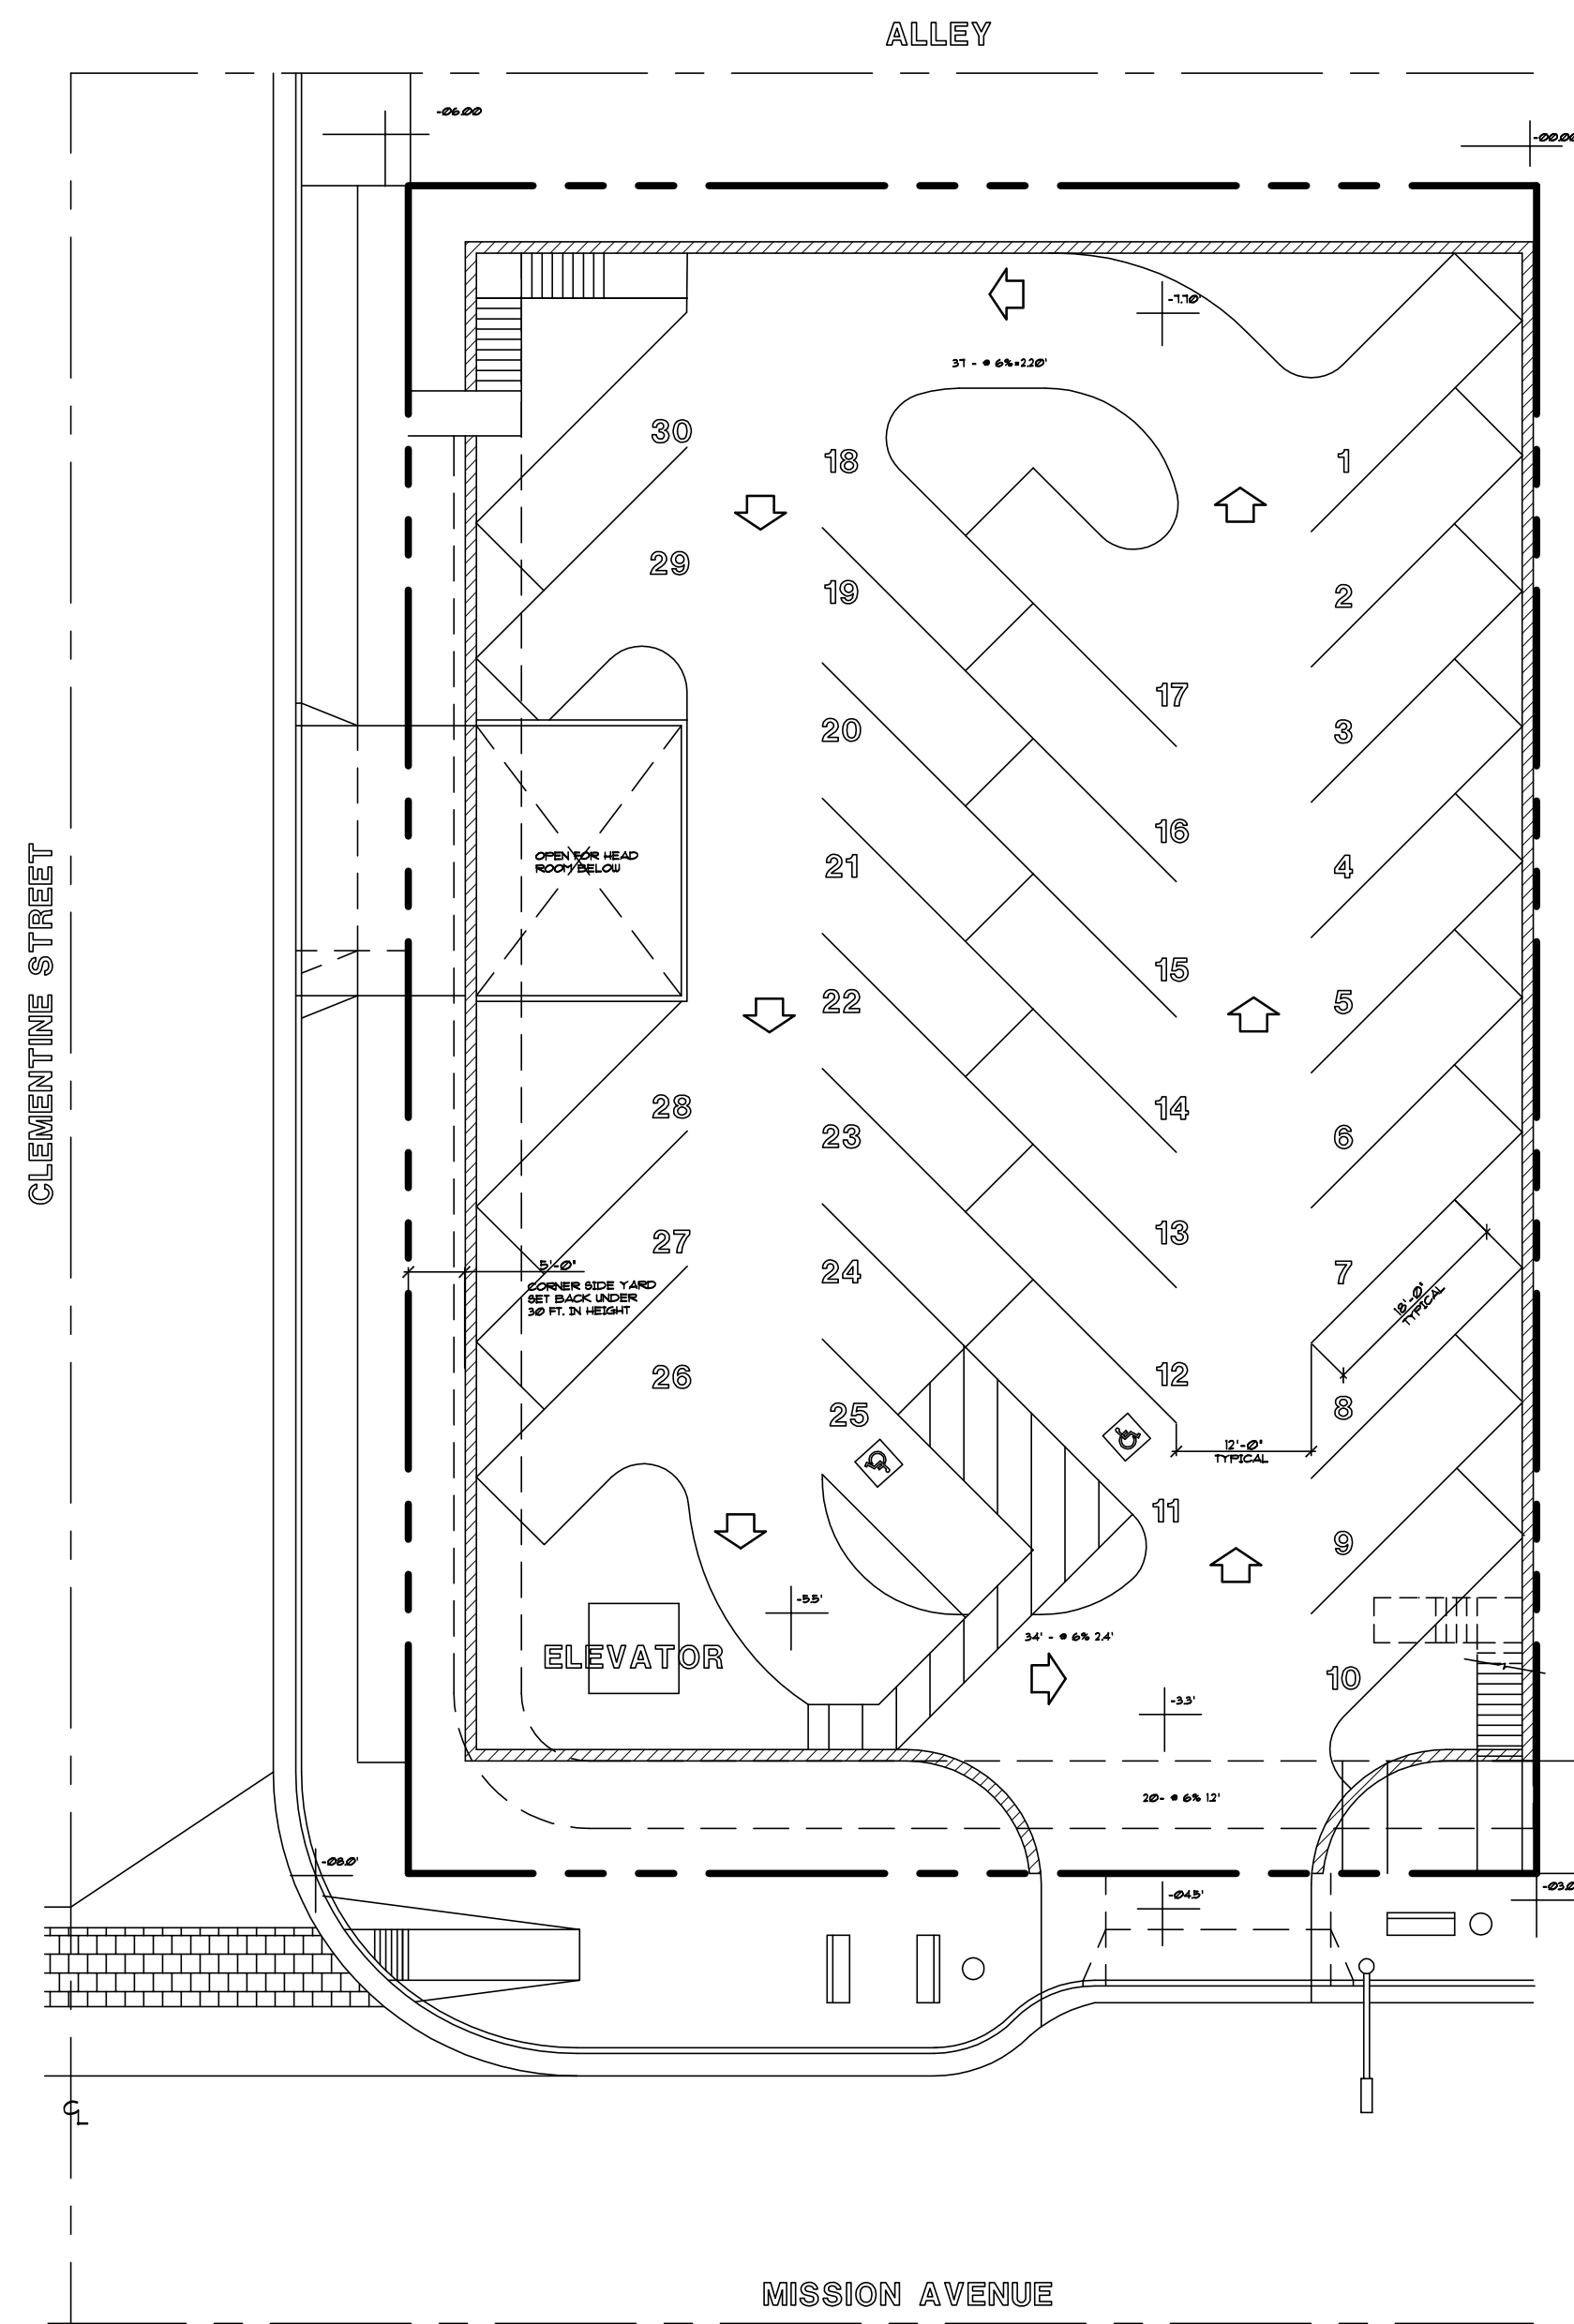 ALLEY
-06.00
-00.00
-7.70'
37 - @ 6%=2.20'
30
18
1
29
19
2
17
20
3
16
21
4
OPEN FOR HEAD
ROOM BELOW
15
22
5
CLEMENTINE STREET
28
14
23
6
27
13
24
7
5'-0"
CORNER SIDE YARD
SET BACK UNDER
30 FT. IN HEIGHT
18'-0"
TYPICAL
26
12
25
8
12'-0"
TYPICAL
11
9
-5.5'
34' - @ 6% 2.4'
ELEVATOR
10
-3.3'
20- @ 6% 1.2'
-08.0'
-04.5'
-03.0
CL
MISSION AVENUE